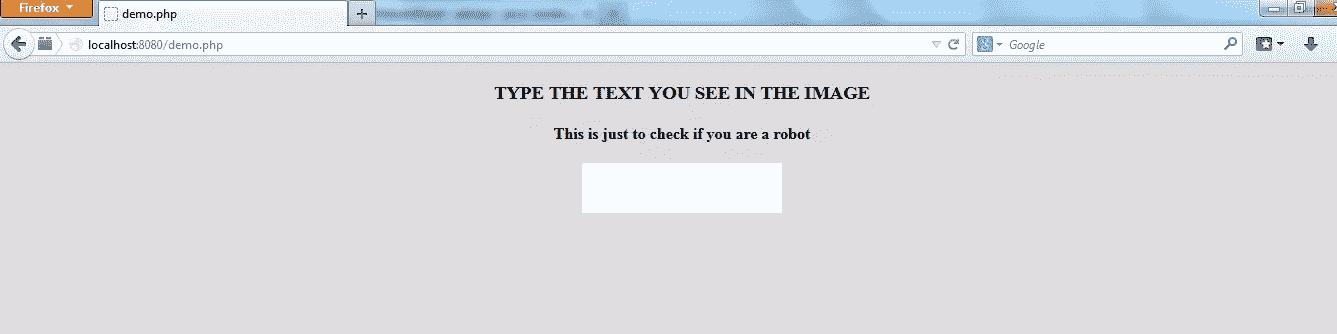 Firefox
demo.php
localhost:8080/demo.php
Google
TYPE THE TEXT YOU SEE IN THE IMAGE
This is just to check if you are a robot